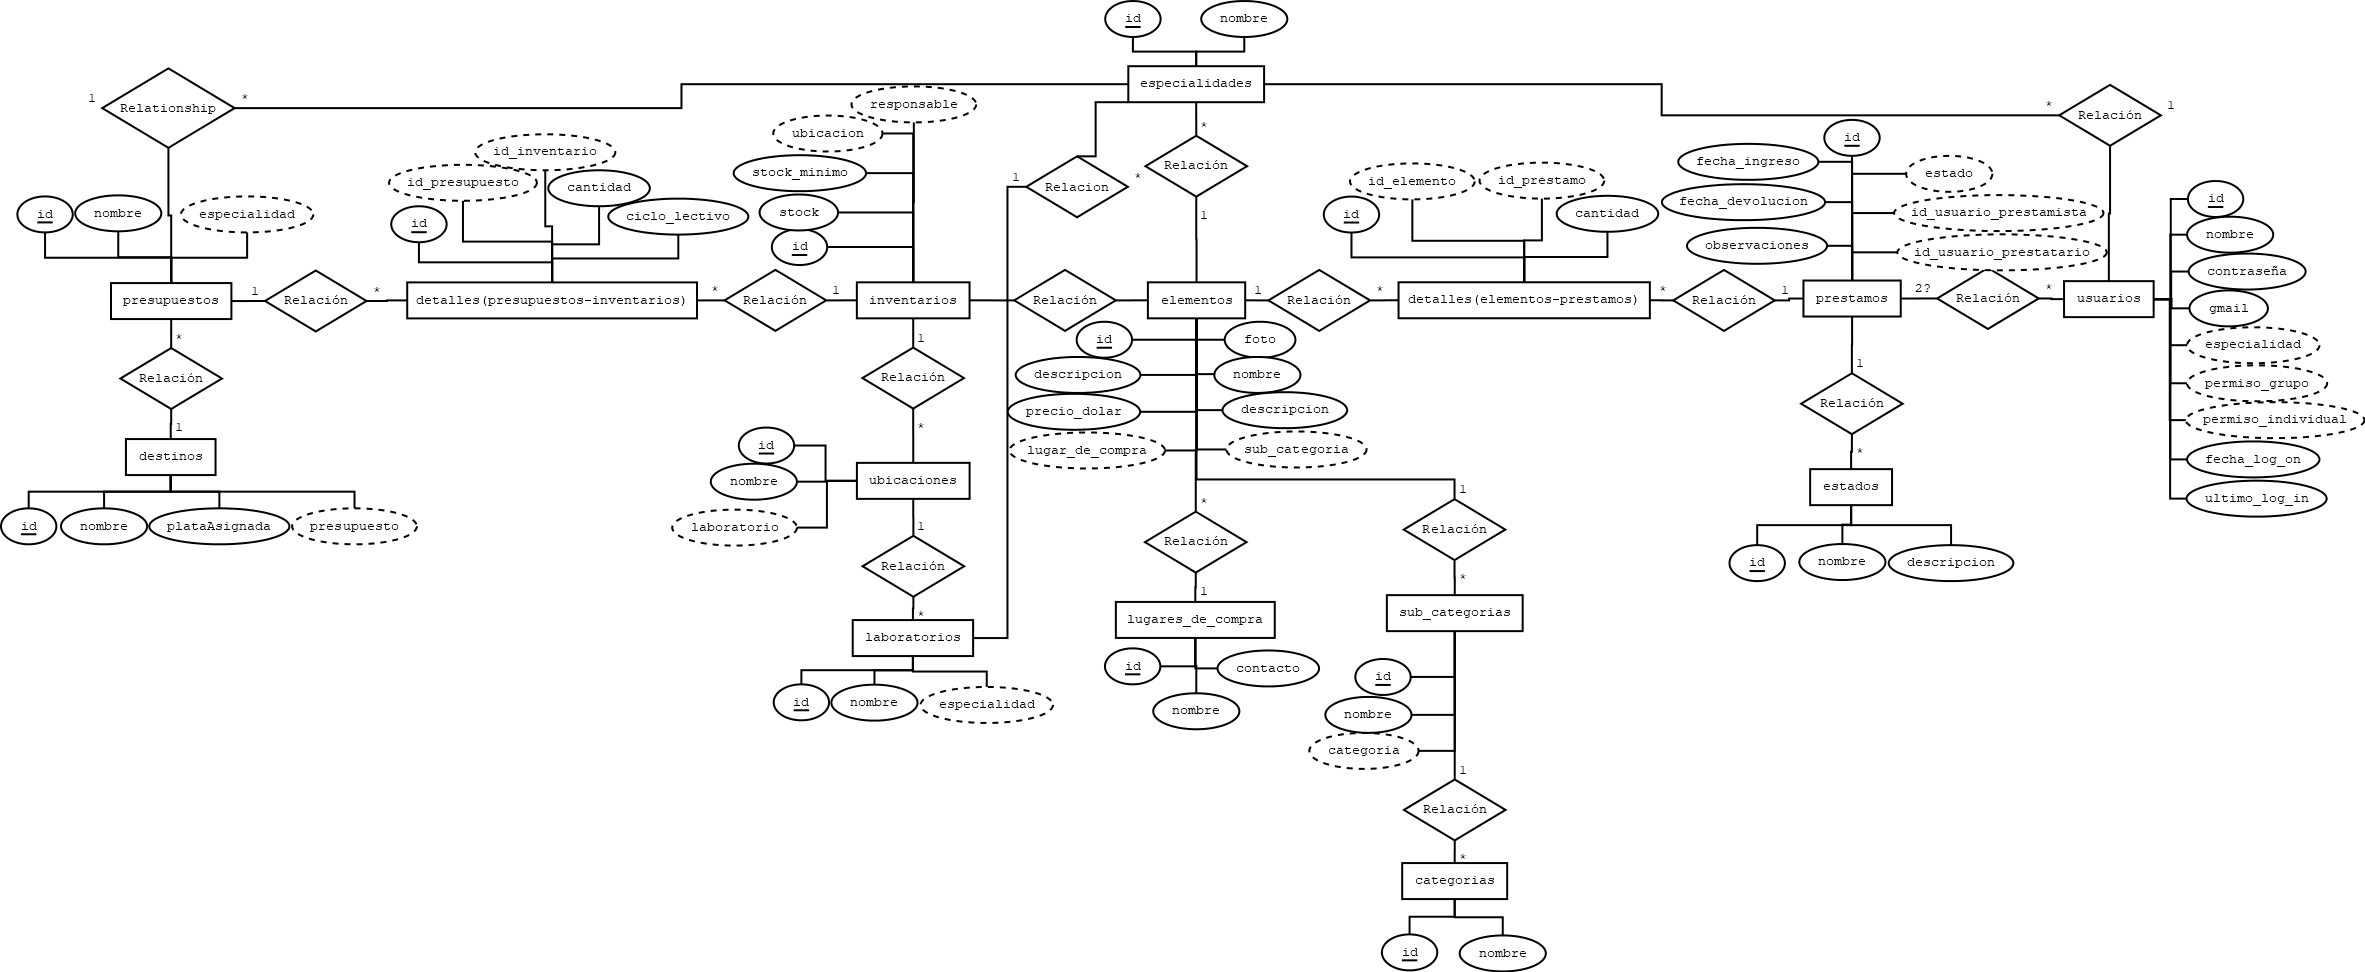 id
nombre
especialidades
1
Relationship
*
responsable
*
Relación
1
ubicacion
id
*
id_inventario
fecha_ingreso
estado
stock_minimo
Relación
id_presupuesto
cantidad
1
Relacion
*
id_elemento
id_prestamo
fecha_devolucion
id_usuario_prestamista
id
id
nombre
especialidad
id
ciclo_lectivo
stock
1
id
cantidad
observaciones
id_usuario_prestatario
nombre
id
contraseña
presupuestos
1
Relación
*
detalles(presupuestos-inventarios)
*
Relación
1
inventarios
Relación
elementos
1
Relación
*
detalles(elementos-prestamos)
*
Relación
1
prestamos
2?
Relación
*
usuarios
gmail
*
1
id
foto
especialidad
Relación
Relación
descripcion
nombre
1
permiso_grupo
precio_dolar
descripcion
Relación
permiso_individual
1
*
destinos
id
lugar_de_compra
sub_categoria
*
fecha_log_on
nombre
ubicaciones
1
estados
ultimo_log_in
id
nombre
plataAsignada
presupuesto
laboratorio
1
*
Relación
Relación
Relación
id
nombre
descripcion
*
1
*
laboratorios
lugares_de_compra
sub_categorias
id
nombre
especialidad
id
contacto
id
nombre
nombre
categoria
1
Relación
*
categorias
id
nombre